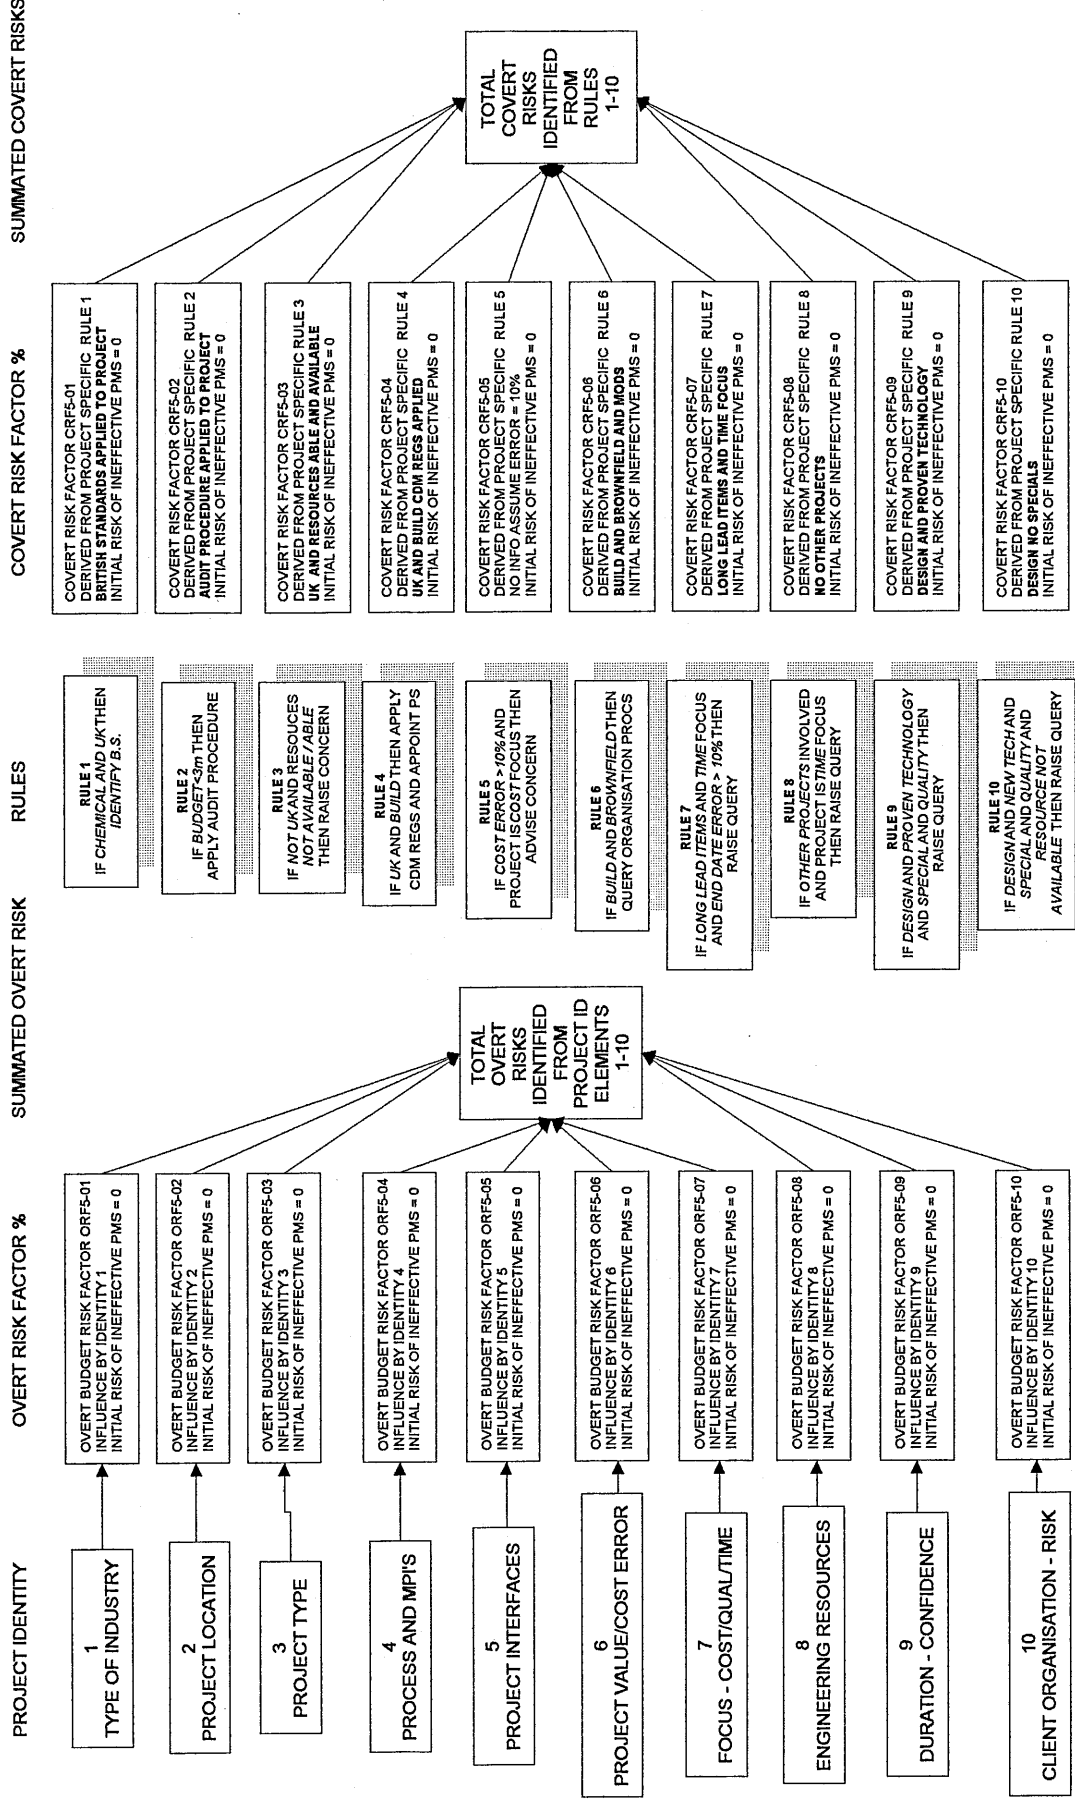 PROJECT IDENTITY
OVERT RISK FACTOR %
SUMMATED OVERT RISK
RULES
COVERT RISK FACTOR %
SUMMATED COVERT RISKS
1
TYPE OF INDUSTRY
2
PROJECT LOCATION
3
PROJECT TYPE
4
PROCESS AND MPI'S
5
PROJECT INTERFACES
6
PROJECT VALUE/COST ERROR
7
FOCUS - COST/QUAL/TIME
8
ENGINEERING RESOURCES
9
DURATION - CONFIDENCE
10
CLIENT ORGANISATION - RISK
OVERT BUDGET RISK FACTOR ORF5-01
INFLUENCE BY IDENTITY 1
INITIAL RISK OF INEFFECTIVE PMS = 0
OVERT BUDGET RISK FACTOR ORF5-02
INFLUENCE BY IDENTITY 2
INITIAL RISK OF INEFFECTIVE PMS = 0
OVERT BUDGET RISK FACTOR ORF5-03
INFLUENCE BY IDENTITY 3
INITIAL RISK OF INEFFECTIVE PMS = 0
OVERT BUDGET RISK FACTOR ORF5-04
INFLUENCE BY IDENTITY 4
INITIAL RISK OF INEFFECTIVE PMS = 0
OVERT BUDGET RISK FACTOR ORF5-05
INFLUENCE BY IDENTITY 5
INITIAL RISK OF INEFFECTIVE PMS = 0
OVERT BUDGET RISK FACTOR ORF5-06
INFLUENCE BY IDENTITY 6
INITIAL RISK OF INEFFECTIVE PMS = 0
OVERT BUDGET RISK FACTOR ORF5-07
INFLUENCE BY IDENTITY 7
INITIAL RISK OF INEFFECTIVE PMS = 0
OVERT BUDGET RISK FACTOR ORF5-08
INFLUENCE BY IDENTITY 8
INITIAL RISK OF INEFFECTIVE PMS = 0
OVERT BUDGET RISK FACTOR ORF5-09
INFLUENCE BY IDENTITY 9
INITIAL RISK OF INEFFECTIVE PMS = 0
OVERT BUDGET RISK FACTOR ORF5-10
INFLUENCE BY IDENTITY 10
INITIAL RISK OF INEFFECTIVE PMS = 0
TOTAL
OVERT
RISKS
IDENTIFIED
FROM
PROJECT ID
ELEMENTS
1-10
RULE 1
IF CHEMICAL AND UK THEN
IDENTIFY B.S.
RULE 2
IF BUDGET<3m THEN
APPLY AUDIT PROCEDURE
RULE 3
IF NOT UK AND RESOUCES
NOT AVAILABLE / ABLE
THEN RAISE CONCERN
RULE 4
IF UK AND BUILD THEN APPLY
CDM REGS AND APPOINT PS
RULE 5
IF COST ERROR >10% AND
PROJECT IS COST FOCUS THEN
ADVISE CONCERN
RULE 6
IF BUILD AND BROWNFIELD THEN
QUERY ORGANISATION PROCS
RULE 7
IF LONG LEAD ITEMS AND TIME FOCUS
AND END DATE ERROR > 10% THEN
RAISE QUERY
RULE 8
IF OTHER PROJECTS INVOLVED
AND PROJECT IS TIME FOCUS
THEN RAISE QUERY
RULE 9
IF DESIGN AND PROVEN TECHNOLOGY
AND SPECIAL AND QUALITY THEN
RAISE QUERY
RULE 10
IF DESIGN AND NEW TECH AND
SPECIAL AND QUALITY AND
RESOURCE NOT
AVAILABLE THEN RAISE QUERY
COVERT RISK FACTOR CRF5-01
DERIVED FROM PROJECT SPECIFIC RULE 1
BRITISH STANDARDS APPLIED TO PROJECT
INITIAL RISK OF INEFFECTIVE PMS = 0
COVERT RISK FACTOR CRF5-02
DERIVED FROM PROJECT SPECIFIC RULE 2
AUDIT PROCEDURE APPLIED TO PROJECT
INITIAL RISK OF INEFFECTIVE PMS = 0
COVERT RISK FACTOR CRF5-03
DERIVED FROM PROJECT SPECIFIC RULE 3
UK AND RESOURCES ABLE AND AVAILABLE
INITIAL RISK OF INEFFECTIVE PMS = 0
COVERT RISK FACTOR CRF5-04
DERIVED FROM PROJECT SPECIFIC RULE 4
UK AND BUILD CDM REGS APPLIED
INITIAL RISK OF INEFFECTIVE PMS = 0
COVERT RISK FACTOR CRF5-05
DERIVED FROM PROJECT SPECIFIC RULE 5
NO INFO ASSUME ERROR = 10%
INITIAL RISK OF INEFFECTIVE PMS = 0
COVERT RISK FACTOR CRF5-06
DERIVED FROM PROJECT SPECIFIC RULE 6
BUILD AND BROWNFIELD AND MODS
INITIAL RISK OF INEFFECTIVE PMS = 0
COVERT RISK FACTOR CRF5-07
DERIVED FROM PROJECT SPECIFIC RULE 7
LONG LEAD ITEMS AND TIME FOCUS
INITIAL RISK OF INEFFECTIVE PMS = 0
COVERT RISK FACTOR CRF5-08
DERIVED FROM PROJECT SPECIFIC RULE 8
NO OTHER PROJECTS
INITIAL RISK OF INEFFECTIVE PMS = 0
COVERT RISK FACTOR CRF5-09
DERIVED FROM PROJECT SPECIFIC RULE 9
DESIGN AND PROVEN TECHNOLOGY
INITIAL RISK OF INEFFECTIVE PMS = 0
COVERT RISK FACTOR CRF5-10
DERIVED FROM PROJECT SPECIFIC RULE 10
DESIGN NO SPECIALS
INITIAL RISK OF INEFFECTIVE PMS = 0
TOTAL
COVERT
RISKS
IDENTIFIED
FROM
RULES
1-10